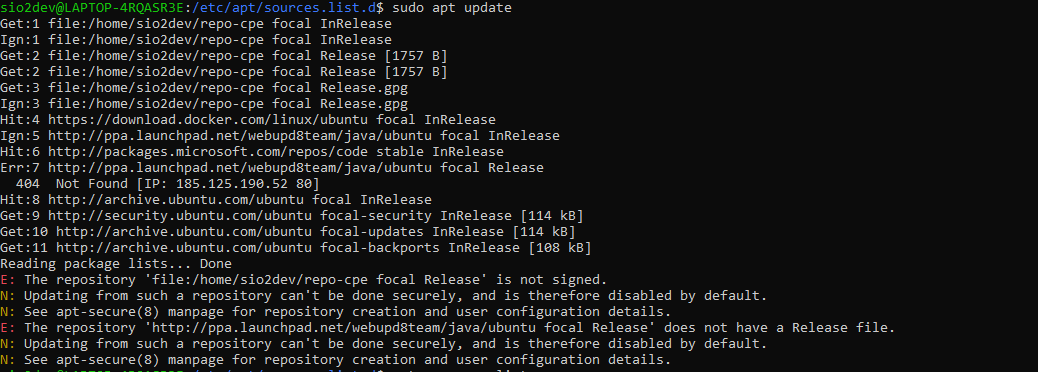 sio2dev@LAPTOP-4RQASR3E:/etc/apt/sources.list.d$ sudo apt update
Get:1 file:/home/sio2dev/repo-cpe focal InRelease
Ign:1 file:/home/sio2dev/repo-cpe focal InRelease
Get:2 file:/home/sio2dev/repo-cpe focal Release [1757 B]
Get:2 file:/home/sio2dev/repo-cpe focal Release [1757 B]
Get:3 file:/home/sio2dev/repo-cpe focal Release.gpg
Ign:3 file:/home/sio2dev/repo-cpe focal Release.gpg
Hit:4 https://download.docker.com/linux/ubuntu focal InRelease
Ign:5 http://ppa.launchpad.net/webupd8team/java/ubuntu focal InRelease
Hit:6 http://packages.microsoft.com/repos/code stable InRelease
Err:7 http://ppa.launchpad.net/webupd8team/java/ubuntu focal Release
  404  Not Found [IP: 185.125.190.52 80]
Hit:8 http://archive.ubuntu.com/ubuntu focal InRelease
Get:9 http://security.ubuntu.com/ubuntu focal-security InRelease [114 kB]
Get:10 http://archive.ubuntu.com/ubuntu focal-updates InRelease [114 kB]
Get:11 http://archive.ubuntu.com/ubuntu focal-backports InRelease [108 kB]
Reading package lists... Done
E: The repository 'file:/home/sio2dev/repo-cpe focal Release' is not signed.
N: Updating from such a repository can't be done securely, and is therefore disabled by default.
N: See apt-secure(8) manpage for repository creation and user configuration details.
E: The repository 'http://ppa.launchpad.net/webupd8team/java/ubuntu focal Release' does not have a Release file.
N: Updating from such a repository can't be done securely, and is therefore disabled by default.
N: See apt-secure(8) manpage for repository creation and user configuration details.